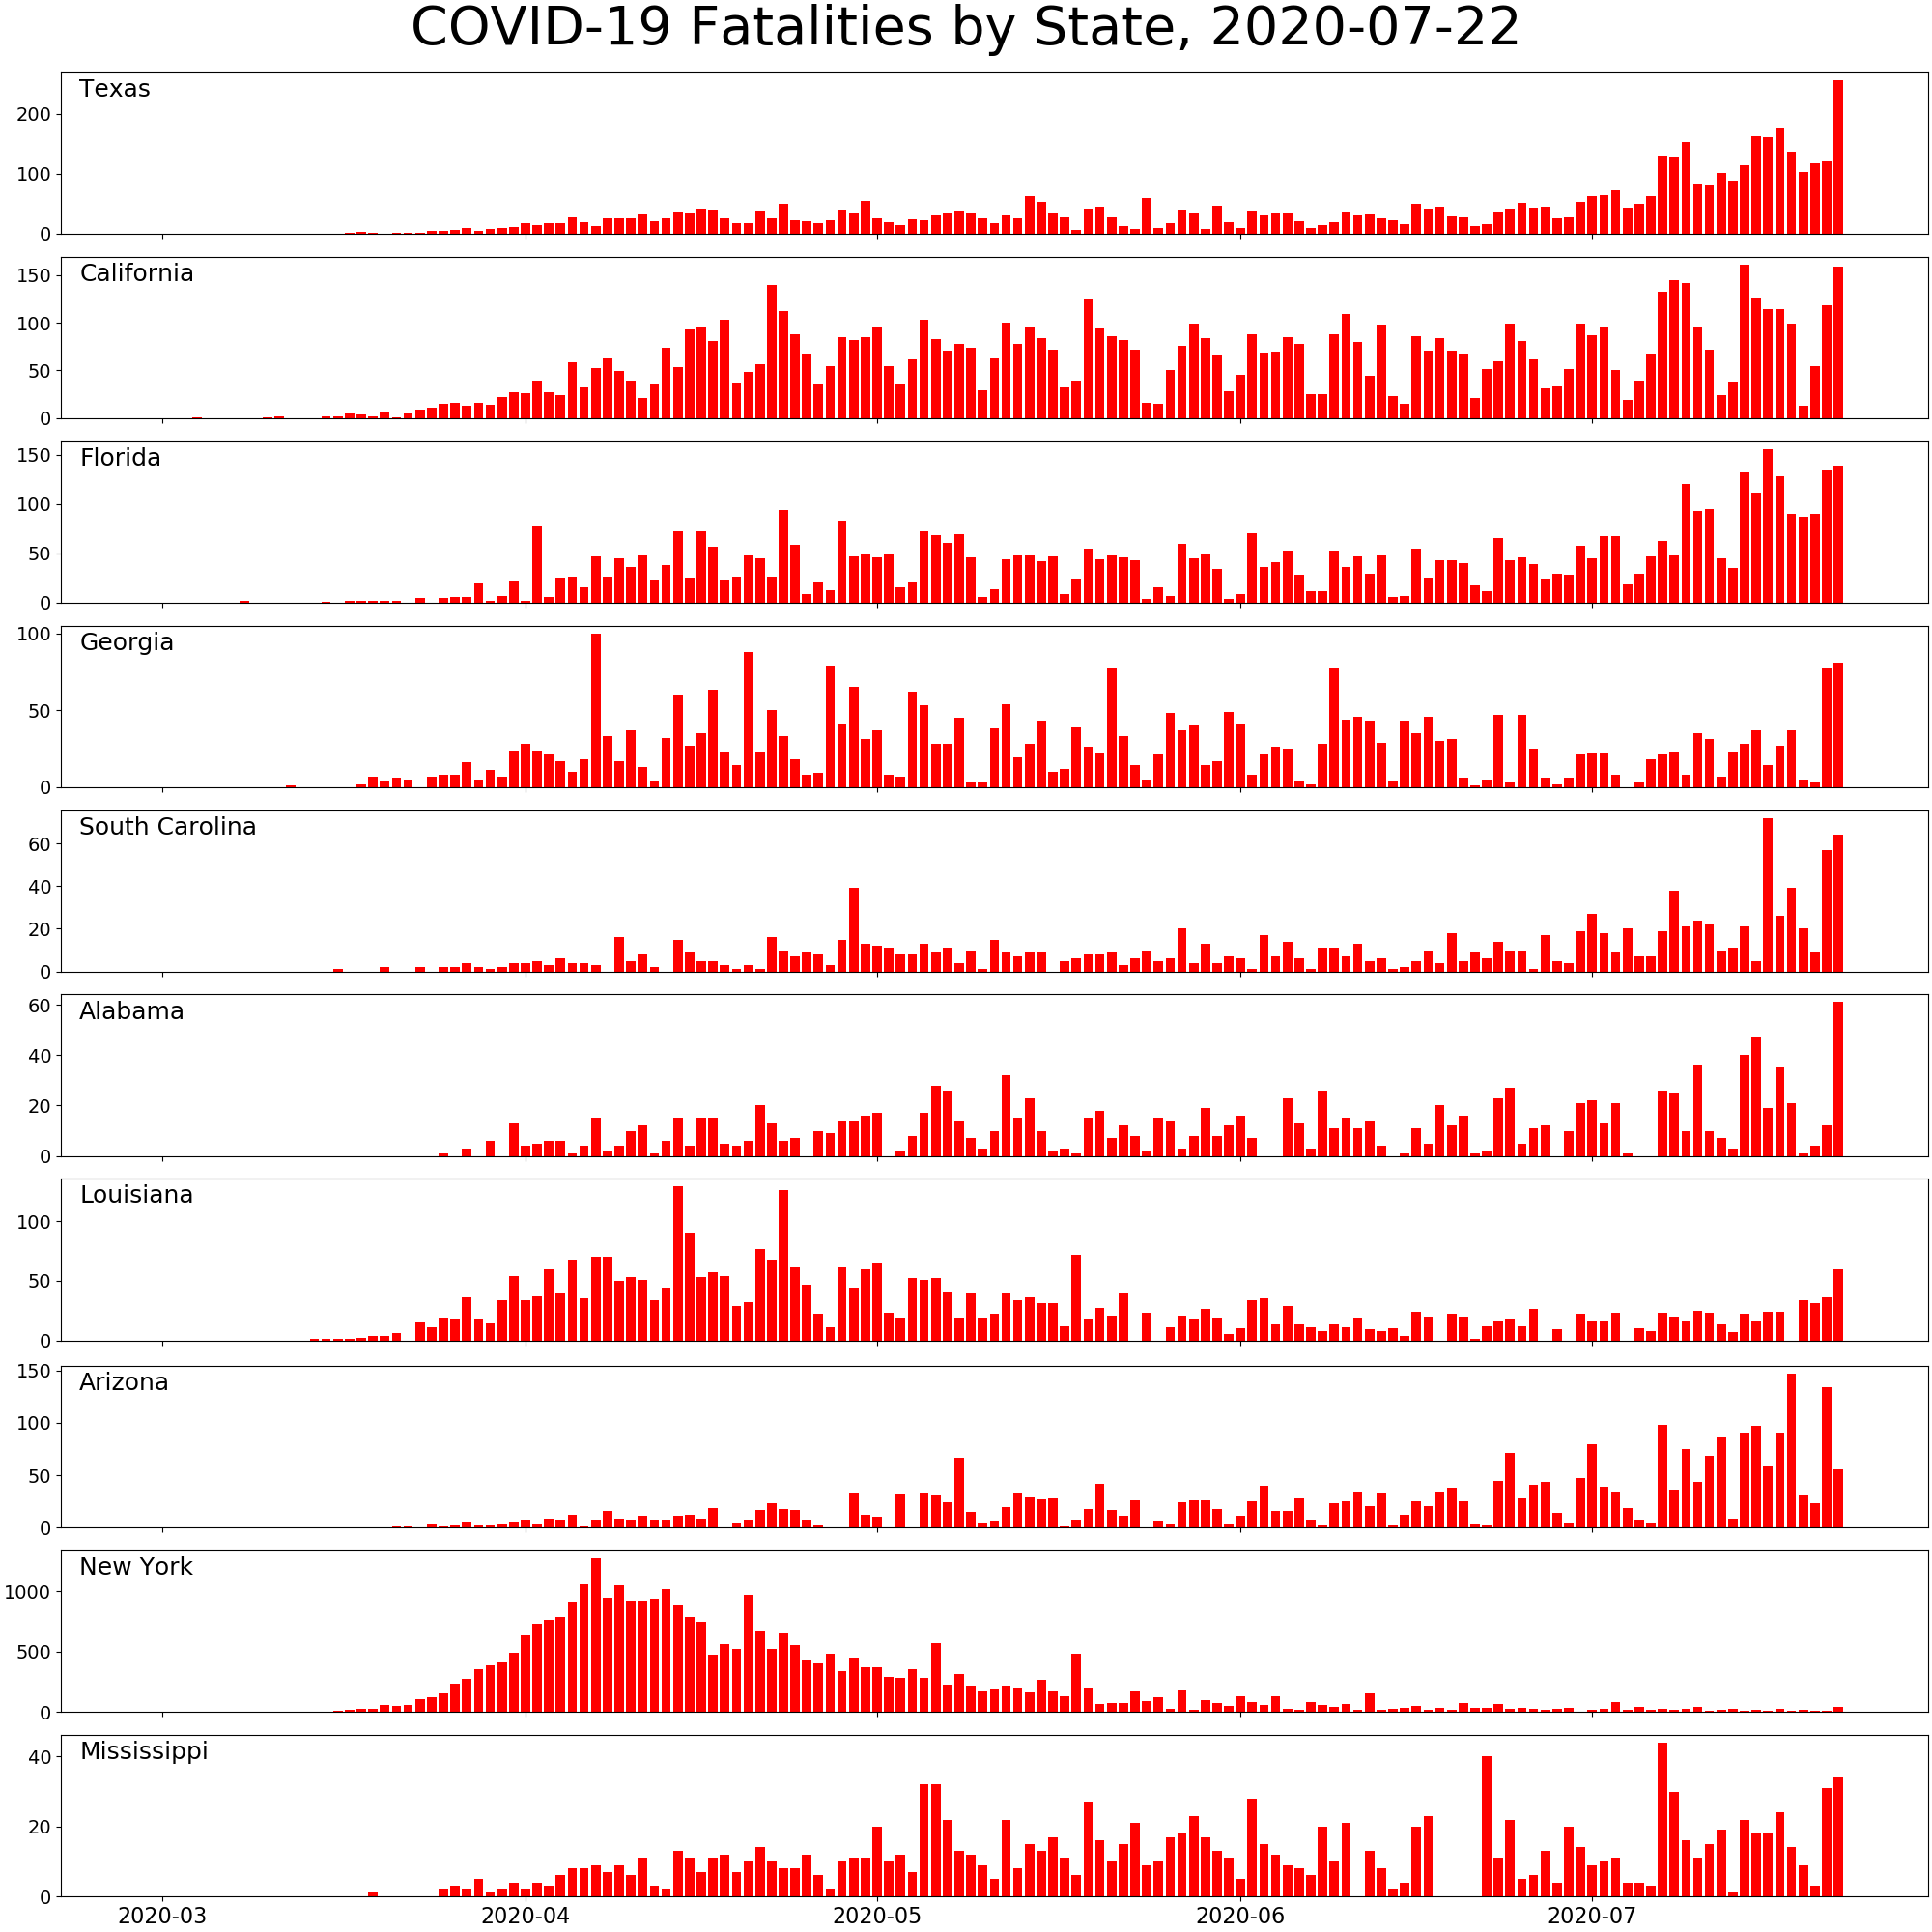 COVID-19 Fatalities by State, 2020-07-22
Texas
200
100
0
California
150
100
50
0
Florida
150
100
50
0
Georgia
100
50
0
South Carolina
60
40
20
0
Alabama
60
40
20
0
Louisiana
100
50
0
Arizona
150
100
50
0
New York
1000
500
0
Mississippi
40
20
0
2020-03 2020-04 2020-05 2020-06 2020-07